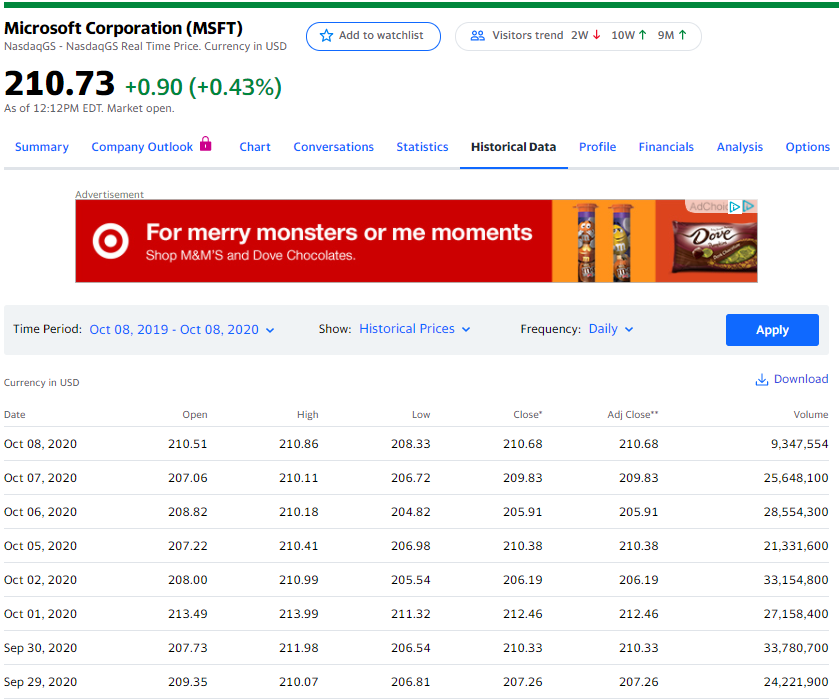 Microsoft Corporation (MSFT)
NasdaqGS - NasdaqGS Real Time Price. Currency in USD
Add to watchlist
Visitors trend 2W ↓ 10W ↑ 9M ↑
210.73 +0.90 (+0.43%)
As of 12:12PM EDT. Market open.
Summary Company Outlook Chart Conversations Statistics Historical Data Profile Financials Analysis Options
Advertisement
For merry monsters or me moments
Shop M&M'S and Dove Chocolates.
Dove
Time Period: Oct 08, 2019 - Oct 08, 2020 Show: Historical Prices Frequency: Daily Apply
Currency in USD Download
Date Open High Low Close* Adj Close** Volume
Oct 08, 2020 210.51 210.86 208.33 210.68 210.68 9,347,554
Oct 07, 2020 207.06 210.11 206.72 209.83 209.83 25,648,100
Oct 06, 2020 208.82 210.18 204.82 205.91 205.91 28,554,300
Oct 05, 2020 207.22 210.41 206.98 210.38 210.38 21,331,600
Oct 02, 2020 208.00 210.99 205.54 206.19 206.19 33,154,800
Oct 01, 2020 213.49 213.99 211.32 212.46 212.46 27,158,400
Sep 30, 2020 207.73 211.98 206.54 210.33 210.33 33,780,700
Sep 29, 2020 209.35 210.07 206.81 207.26 207.26 24,221,900